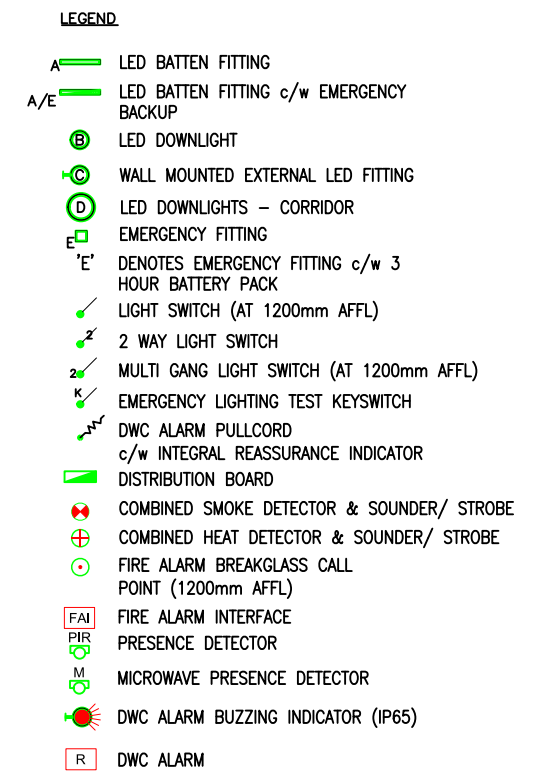 LEGEND
A LED BATTEN FITTING
A/E LED BATTEN FITTING c/w EMERGENCY
BACKUP
B LED DOWNLIGHT
C WALL MOUNTED EXTERNAL LED FITTING
D LED DOWNLIGHTS – CORRIDOR
E EMERGENCY FITTING
'E' DENOTES EMERGENCY FITTING c/w 3
HOUR BATTERY PACK
LIGHT SWITCH (AT 1200mm AFFL)
2 2 WAY LIGHT SWITCH
2 MULTI GANG LIGHT SWITCH (AT 1200mm AFFL)
K EMERGENCY LIGHTING TEST KEYSWITCH
DWC ALARM PULLCORD
c/w INTEGRAL REASSURANCE INDICATOR
DISTRIBUTION BOARD
COMBINED SMOKE DETECTOR & SOUNDER/ STROBE
COMBINED HEAT DETECTOR & SOUNDER/ STROBE
FIRE ALARM BREAKGLASS CALL
POINT (1200mm AFFL)
FAI FIRE ALARM INTERFACE
PIR PRESENCE DETECTOR
M MICROWAVE PRESENCE DETECTOR
DWC ALARM BUZZING INDICATOR (IP65)
R DWC ALARM